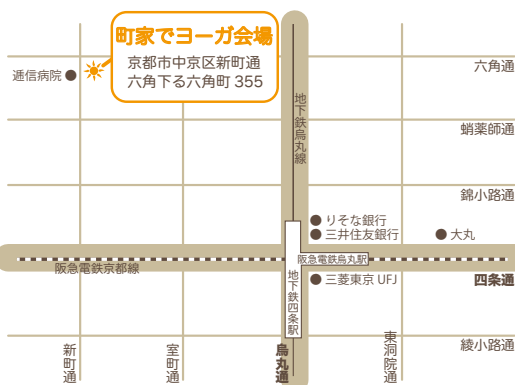 町家でヨーガ会場
京都市中京区新町通
六角下る六角町 355
逓信病院
六角通
地下鉄烏丸線
蛸薬師通
錦小路通
りそな銀行
三井住友銀行
大丸
阪急電鉄烏丸駅
阪急電鉄京都線
地下鉄四条駅
三菱東京 UFJ
四条通
新町通
室町通
烏丸通
東洞院通
綾小路通